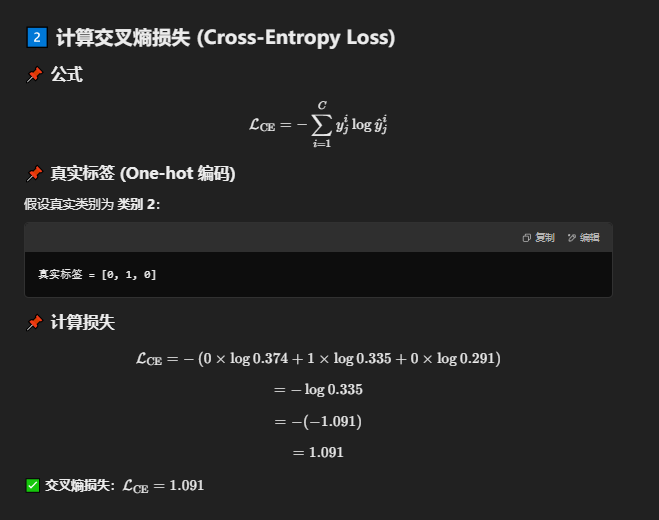 2 计算交叉熵损失 (Cross-Entropy Loss)
📌 公式
$\mathcal{L}_{\text{CE}} = -\sum_{i=1}^{C} y_j^i \log \hat{y}_j^i$
📌 真实标签 (One-hot 编码)
假设真实类别为 类别 2:
复制 编辑
真实标签 = [0, 1, 0]
📌 计算损失
$\mathcal{L}_{\text{CE}} = -(0 \times \log 0.374 + 1 \times \log 0.335 + 0 \times \log 0.291)$
$= -\log 0.335$
$= -(-1.091)$
$= 1.091$
✅ 交叉熵损失: $\mathcal{L}_{\text{CE}} = 1.091$